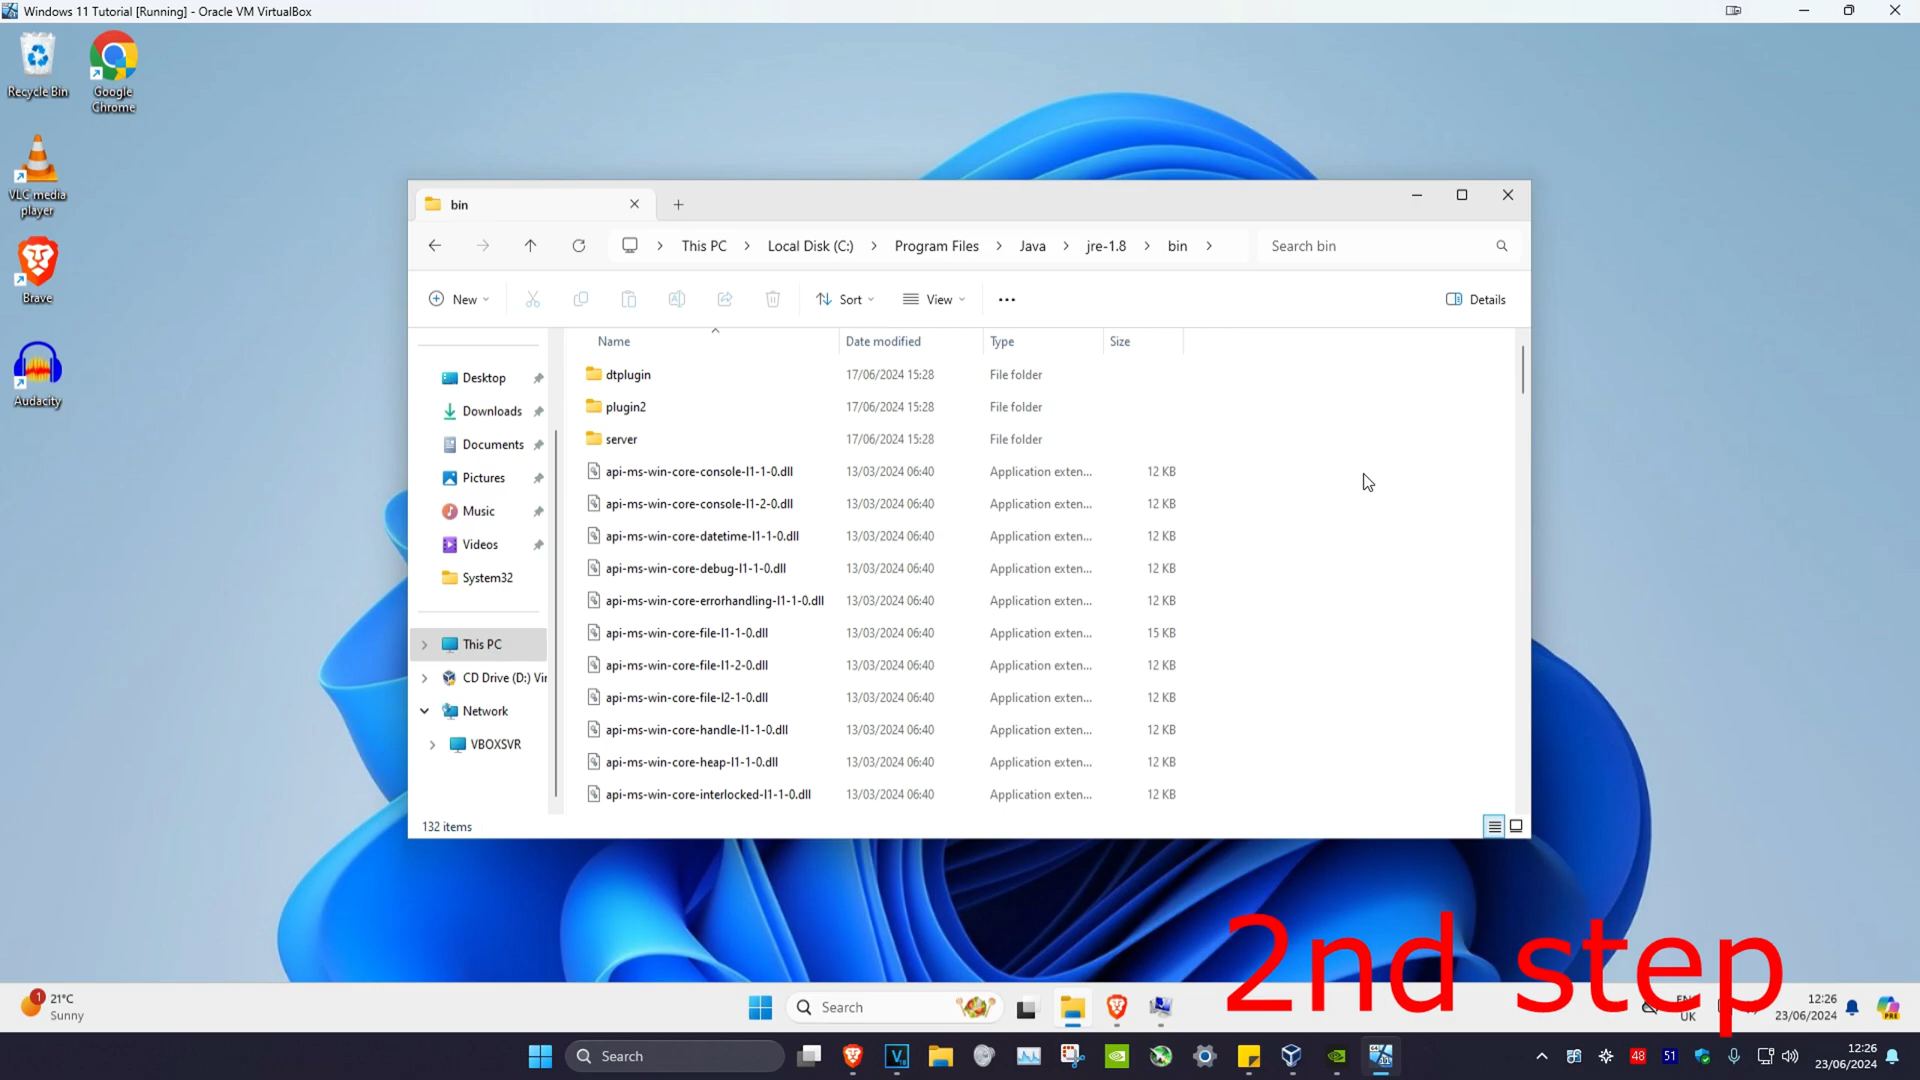 Windows 11 Tutorial [Running] - Oracle VM VirtualBox
Recycle Bin
Google Chrome
VLC media player
Brave
Audacity
bin
This PC > Local Disk (C:) > Program Files > Java > jre-1.8 > bin >
Search bin
New
Sort
View
Details
Name Date modified Type Size
Desktop
Downloads
Documents
Pictures
Music
Videos
System32
This PC
CD Drive (D:) Vir
Network
VBOXSVR
dtplugin 17/06/2024 15:28 File folder
plugin2 17/06/2024 15:28 File folder
server 17/06/2024 15:28 File folder
api-ms-win-core-console-l1-1-0.dll 13/03/2024 06:40 Application exten... 12 KB
api-ms-win-core-console-l1-2-0.dll 13/03/2024 06:40 Application exten... 12 KB
api-ms-win-core-datetime-l1-1-0.dll 13/03/2024 06:40 Application exten... 12 KB
api-ms-win-core-debug-l1-1-0.dll 13/03/2024 06:40 Application exten... 12 KB
api-ms-win-core-errorhandling-l1-1-0.dll 13/03/2024 06:40 Application exten... 12 KB
api-ms-win-core-file-l1-1-0.dll 13/03/2024 06:40 Application exten... 15 KB
api-ms-win-core-file-l1-2-0.dll 13/03/2024 06:40 Application exten... 12 KB
api-ms-win-core-file-l2-1-0.dll 13/03/2024 06:40 Application exten... 12 KB
api-ms-win-core-handle-l1-1-0.dll 13/03/2024 06:40 Application exten... 12 KB
api-ms-win-core-heap-l1-1-0.dll 13/03/2024 06:40 Application exten... 12 KB
api-ms-win-core-interlocked-l1-1-0.dll 13/03/2024 06:40 Application exten... 12 KB
132 items
2nd step
1
21°C
Sunny
Search
UK
12:26
23/06/2024
PRE
Search
48
51
12:26
23/06/2024